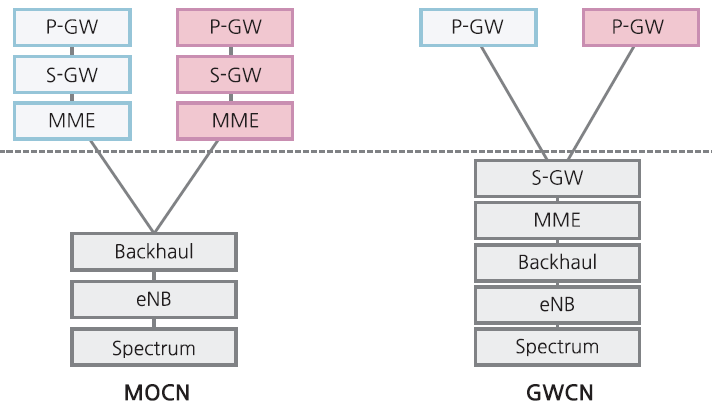 P-GW
S-GW
MME
P-GW
S-GW
MME
Backhaul
eNB
Spectrum
MOCN
P-GW
P-GW
S-GW
MME
Backhaul
eNB
Spectrum
GWCN